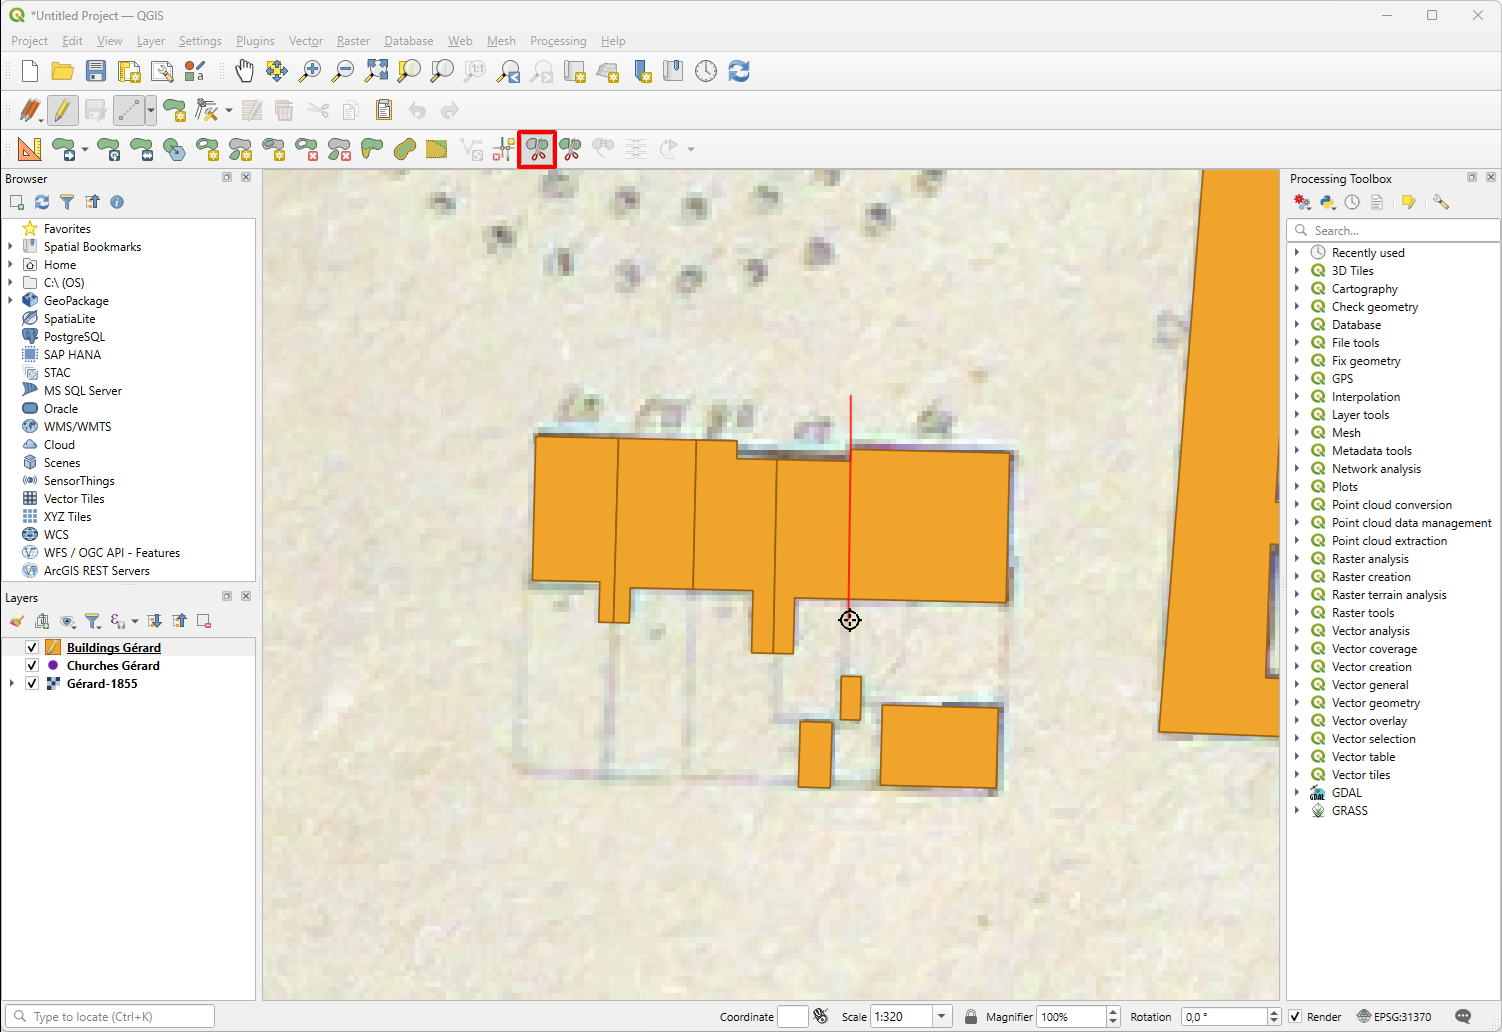 *Untitled Project — QGIS
Project Edit View Layer Settings Plugins Vector Raster Database Web Mesh Processing Help
Browser
Favorites
Spatial Bookmarks
Home
C:\ (OS)
GeoPackage
SpatiaLite
PostgreSQL
SAP HANA
STAC
MS SQL Server
Oracle
WMS/WMTS
Cloud
Scenes
SensorThings
Vector Tiles
XYZ Tiles
WCS
WFS / OGC API - Features
ArcGIS REST Servers
Layers
Buildings Gérard
Churches Gérard
Gérard-1855
Processing Toolbox
Search...
Recently used
3D Tiles
Cartography
Check geometry
Database
File tools
Fix geometry
GPS
Interpolation
Layer tools
Mesh
Metadata tools
Network analysis
Plots
Point cloud conversion
Point cloud data management
Point cloud extraction
Raster analysis
Raster creation
Raster terrain analysis
Raster tools
Vector analysis
Vector coverage
Vector creation
Vector general
Vector geometry
Vector overlay
Vector selection
Vector table
Vector tiles
GDAL
GRASS
Type to locate (Ctrl+K) Coordinate Scale 1:320 Magnifier 100% Rotation 0,0 ° Render EPSG:31370